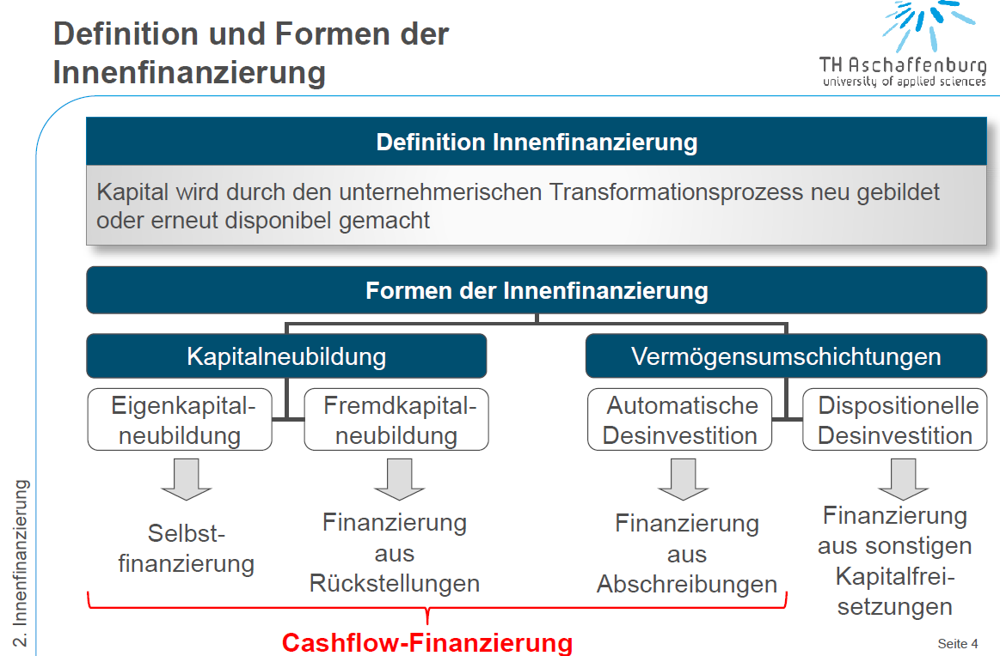 Definition und Formen der
Innenfinanzierung
TH Aschaffenburg
university of applied sciences
Definition Innenfinanzierung
Kapital wird durch den unternehmerischen Transformationsprozess neu gebildet
oder erneut disponibel gemacht
Formen der Innenfinanzierung
Kapitalneubildung
Vermögensumschichtungen
Eigenkapital-
neubildung
Fremdkapital-
neubildung
Automatische
Desinvestition
Dispositionelle
Desinvestition
Selbst-
finanzierung
Finanzierung
aus
Rückstellungen
Finanzierung
aus
Abschreibungen
Finanzierung
aus sonstigen
Kapitalfrei-
setzungen
Cashflow-Finanzierung
2. Innenfinanzierung
Seite 4